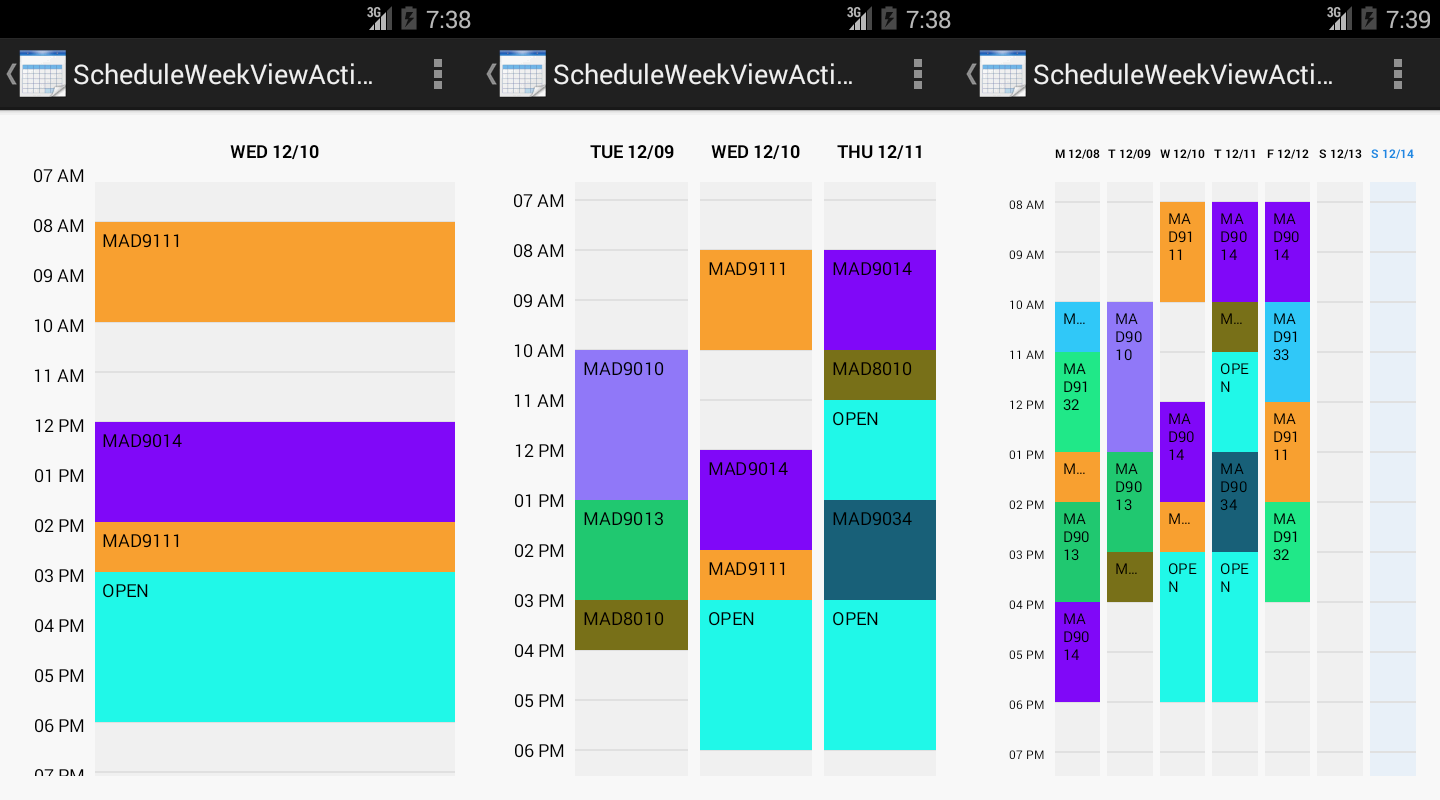 3G 7:38
ScheduleWeekViewActi...
WED 12/10
07 AM
08 AM
MAD9111
09 AM
10 AM
11 AM
12 PM
MAD9014
01 PM
02 PM
MAD9111
03 PM
OPEN
04 PM
05 PM
06 PM
07 PM
3G 7:38
ScheduleWeekViewActi...
TUE 12/09 WED 12/10 THU 12/11
07 AM
08 AM
MAD9111 MAD9014
09 AM
10 AM
MAD9010 MAD8010
11 AM
OPEN
12 PM
MAD9014
01 PM
MAD9013 MAD9034
02 PM
MAD9111
03 PM
MAD8010 OPEN OPEN
04 PM
05 PM
06 PM
3G 7:39
ScheduleWeekViewActi...
M 12/08 T 12/09 W 12/10 T 12/11 F 12/12 S 12/13 S 12/14
08 AM
MA MA MA
D91 D90 D90
11 14 14
09 AM
10 AM
M... MA M... MA
D90 D91
10 33
11 AM
MA OPE
D91 N
32
12 PM
MA MA
D90 D91
14 11
01 PM
M... MA MA
D90 D90
13 34
02 PM
MA M... MA
D90 D91
13 32
03 PM
M... OPE OPE
N N
04 PM
MA
D90
14
05 PM
06 PM
07 PM